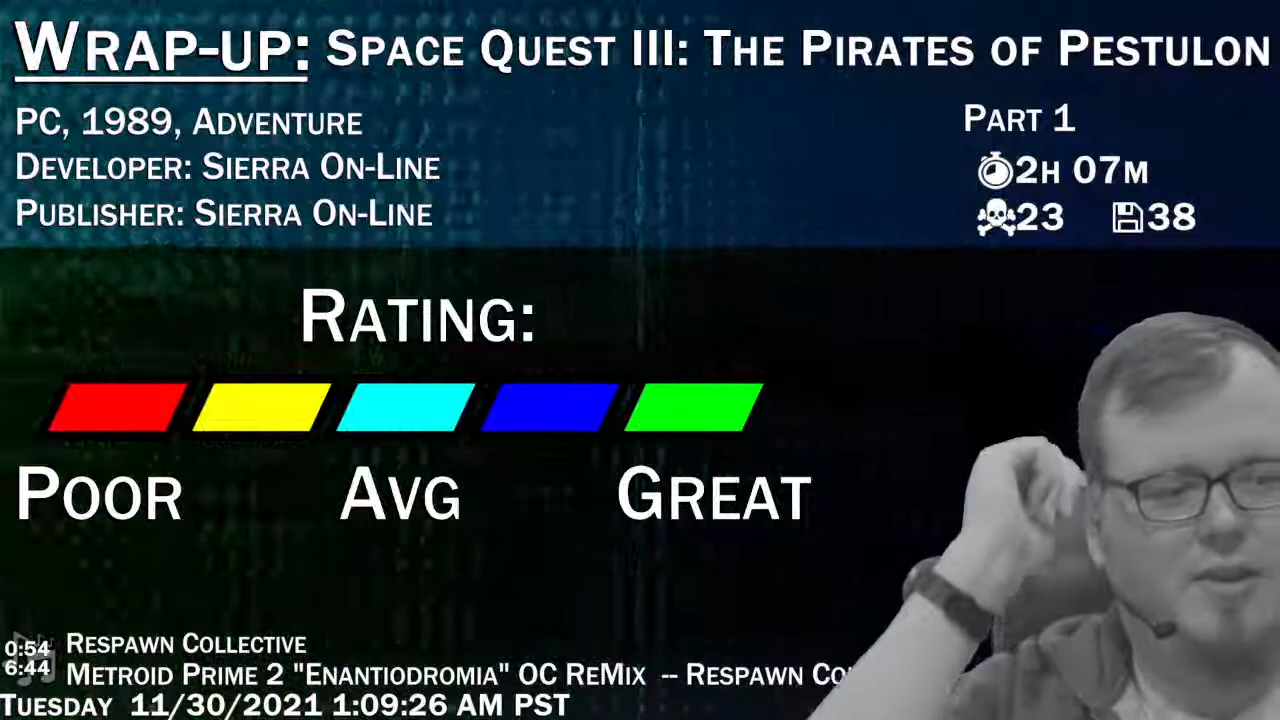 WRAP-UP: SPACE QUEST III: THE PIRATES OF PESTULON
PC, 1989, ADVENTURE
DEVELOPER: SIERRA ON-LINE
PUBLISHER: SIERRA ON-LINE
PART 1
2H 07M
23 38
RATING:
POOR AVG GREAT
0:54 RESPAWN COLLECTIVE
6:44 METROID PRIME 2 "ENANTIODROMIA" OC REMIX -- RESPAWN
TUESDAY 11/30/2021 1:09:26 AM PST